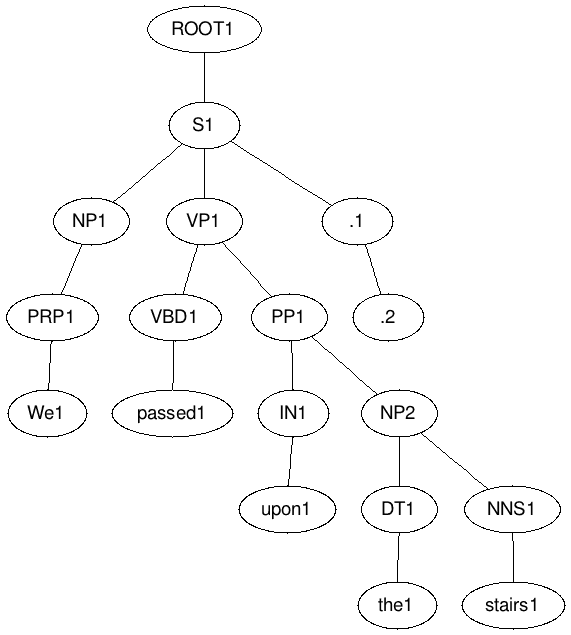 ROOT1
S1
NP1 VP1 .1
PRP1 VBD1 PP1 .2
We1 passed1 IN1 NP2
upon1 DT1 NNS1
the1 stairs1